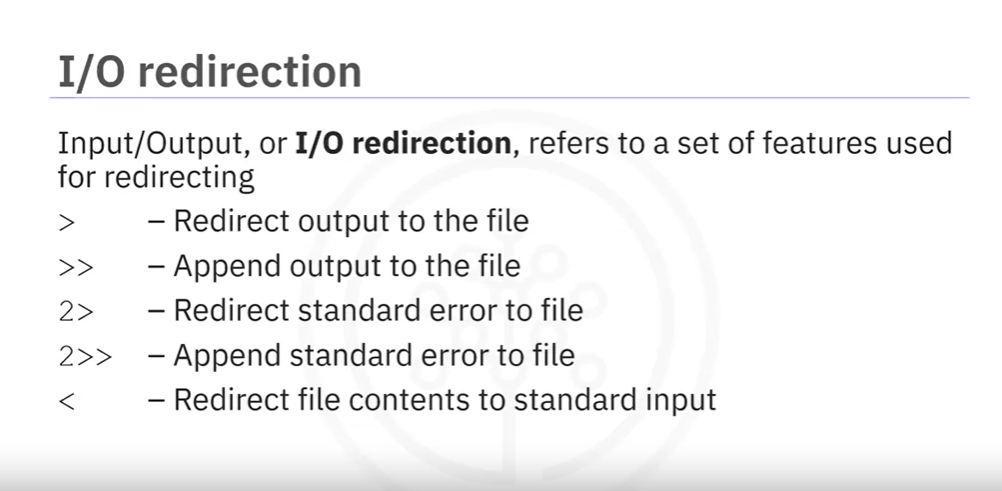 I/O redirection
Input/Output, or I/O redirection, refers to a set of features used
for redirecting
> – Redirect output to the file
>> – Append output to the file
2> – Redirect standard error to file
2>> – Append standard error to file
< – Redirect file contents to standard input